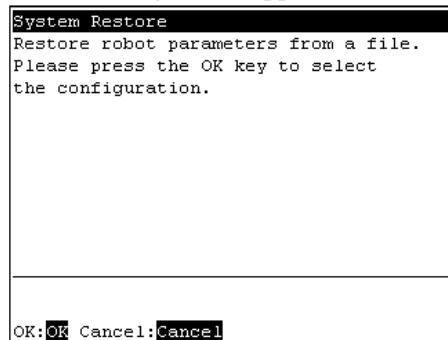 System Restore
Restore robot parameters from a file.
Please press the OK key to select
the configuration.
OK:OK Cancel:Cancel